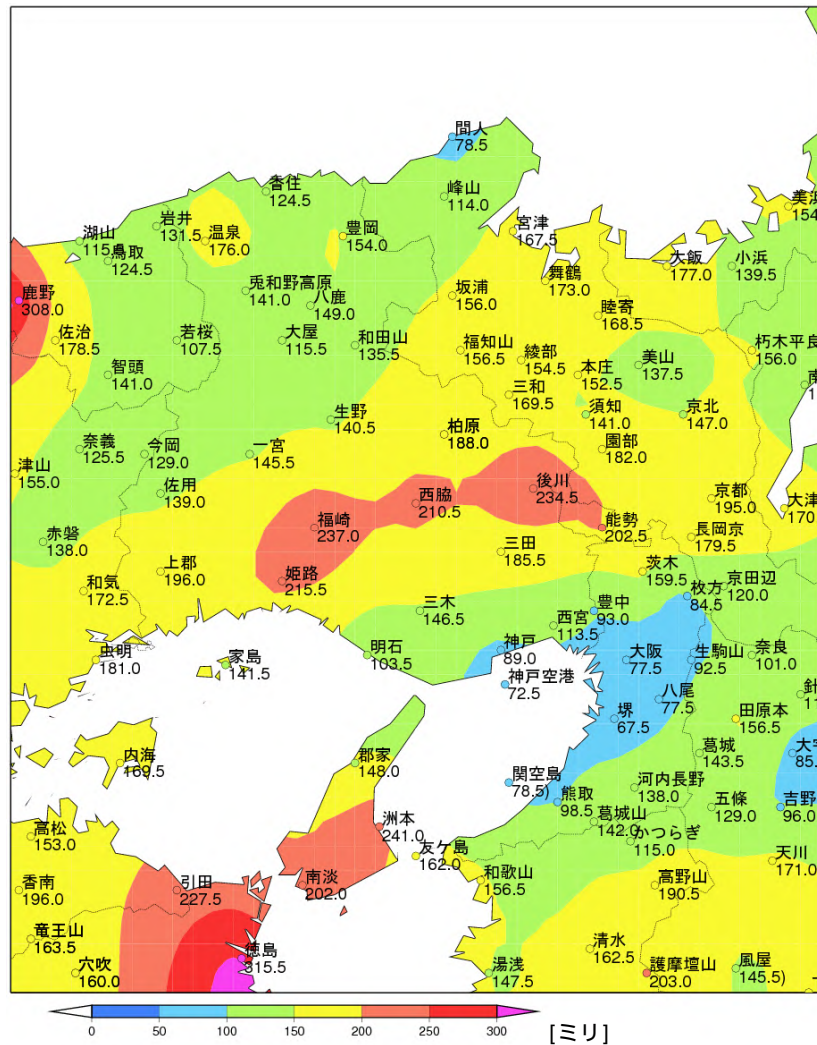 間人
78.5
香住
124.5
峰山
114.0
美浜
154
岩井
131.5
湖山
115.
温泉
176.0
豊岡
154.0
宮津
167.5
鳥取
124.5
大飯
177.0
小浜
139.5
舞鶴
173.0
兎和野高原
141.0
八鹿
149.0
坂浦
156.0
鹿野
308.0
睦寄
168.5
佐治
178.5
若桜
107.5
大屋
115.5
和田山
135.5
福知山
156.5
綾部
154.5
朽木平良
156.0
智頭
141.0
本庄
152.5
美山
137.5
南
1
三和
169.5
須知
141.0
京北
147.0
生野
140.5
柏原
188.0
奈義
125.5
今岡
129.0
一宮
145.5
園部
182.0
津山
155.0
佐用
139.0
西脇
210.5
後川
234.5
京都
195.0
大津
170
福崎
237.0
能勢
202.5
長岡京
179.5
赤磐
138.0
三田
185.5
上郡
196.0
姫路
215.5
茨木
159.5
和気
172.5
枚方
84.5
京田辺
120.0
三木
146.5
豊中
93.0
西宮
113.5
虫明
181.0
家島
141.5
明石
103.5
神戸
89.0
大阪
77.5
生駒山
92.5
奈良
101.0
神戸空港
72.5
八尾
77.5
針
1
堺
67.5
田原本
156.5
内海
169.5
郡家
148.0
葛城
143.5
大宇
85.
関空島
78.5)
河内長野
138.0
熊取
98.5
五條
129.0
吉野
96.0
高松
153.0
洲本
241.0
葛城山
142.0
かつらぎ
115.0
友ケ島
162.0
天川
171.0
香南
196.0
引田
227.5
南淡
202.0
和歌山
156.5
高野山
190.5
竜王山
163.5
徳島
315.5
清水
162.5
穴吹
160.0
湯浅
147.5
護摩壇山
203.0
風屋
145.5)
0 50 100 150 200 250 300
[ミリ]